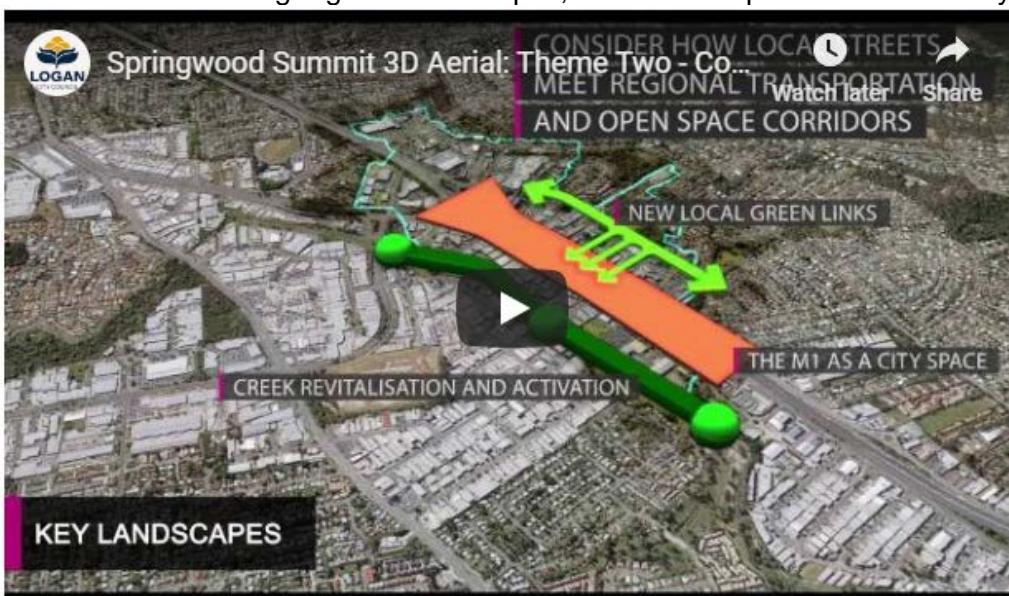 LOGAN
CITY COUNCIL
Springwood Summit 3D Aerial: Theme Two - Co...
Watch later
Share
CONSIDER HOW LOCAL STREETS
MEET REGIONAL TRANSPORTATION
AND OPEN SPACE CORRIDORS
NEW LOCAL GREEN LINKS
THE M1 AS A CITY SPACE
CREEK REVITALISATION AND ACTIVATION
KEY LANDSCAPES